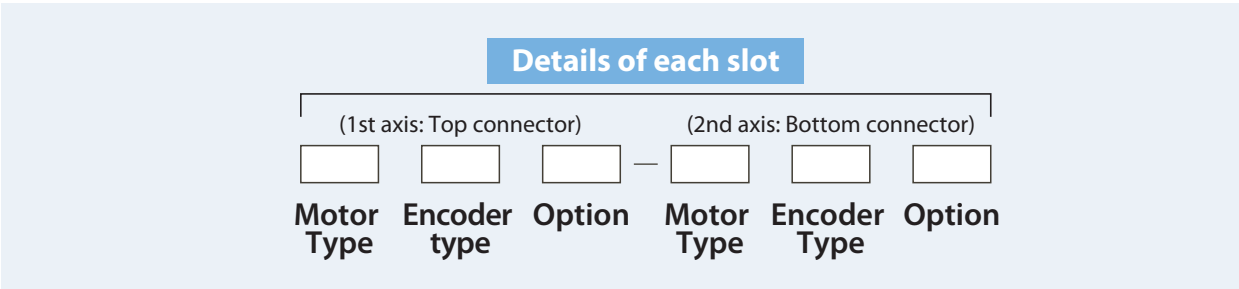 Details of each slot
(1st axis: Top connector) (2nd axis: Bottom connector)
—
Motor Encoder Option Motor Encoder Option
Type type Type Type